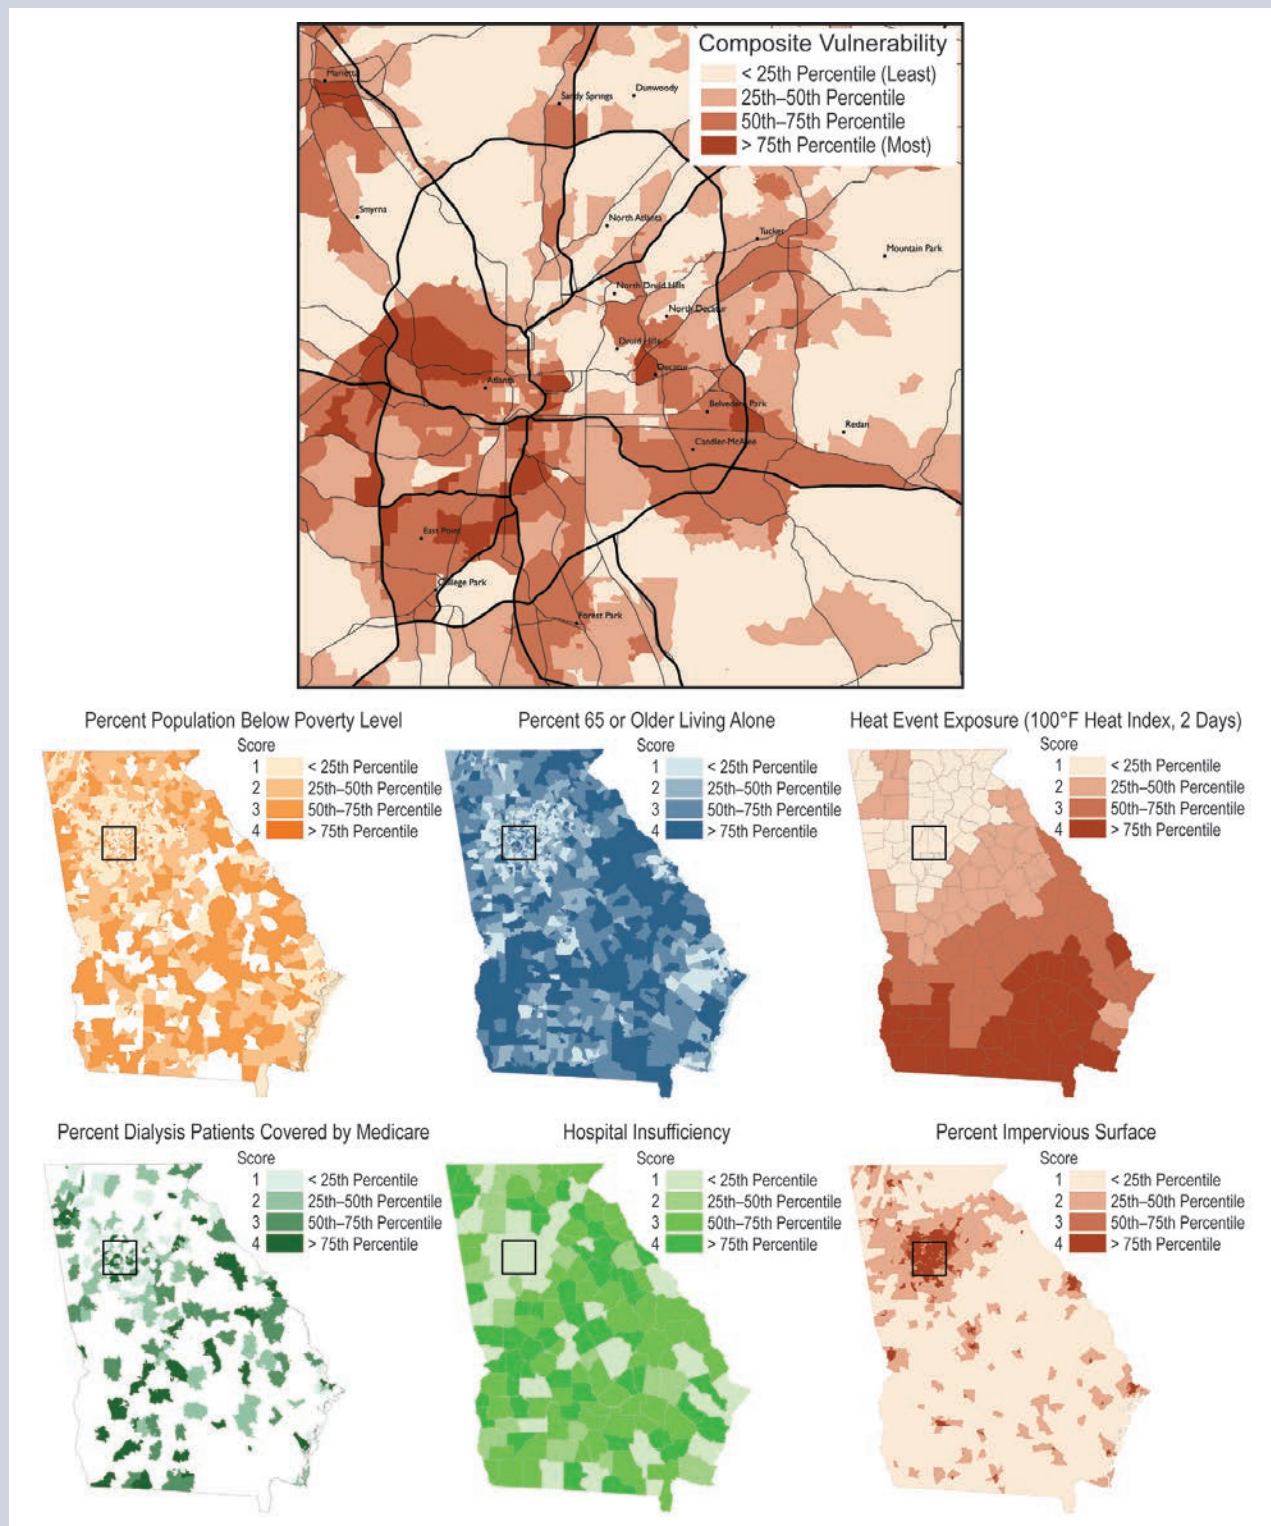 Composite Vulnerability
< 25th Percentile (Least)
25th–50th Percentile
50th–75th Percentile
> 75th Percentile (Most)
Marietta
Sandy Springs
Dunwoody
Smyrna
North Atlanta
Tucker
Mountain Park
North Druid Hills
North Decatur
Druid Hills
Decatur
Atlanta
Belvedere Park
Redan
Candler-McAfee
East Point
College Park
Forest Park
Percent Population Below Poverty Level
Score
1 < 25th Percentile
2 25th–50th Percentile
3 50th–75th Percentile
4 > 75th Percentile
Percent 65 or Older Living Alone
Score
1 < 25th Percentile
2 25th–50th Percentile
3 50th–75th Percentile
4 > 75th Percentile
Heat Event Exposure (100°F Heat Index, 2 Days)
Score
1 < 25th Percentile
2 25th–50th Percentile
3 50th–75th Percentile
4 > 75th Percentile
Percent Dialysis Patients Covered by Medicare
Score
1 < 25th Percentile
2 25th–50th Percentile
3 50th–75th Percentile
4 > 75th Percentile
Hospital Insufficiency
Score
1 < 25th Percentile
2 25th–50th Percentile
3 50th–75th Percentile
4 > 75th Percentile
Percent Impervious Surface
Score
1 < 25th Percentile
2 25th–50th Percentile
3 50th–75th Percentile
4 > 75th Percentile